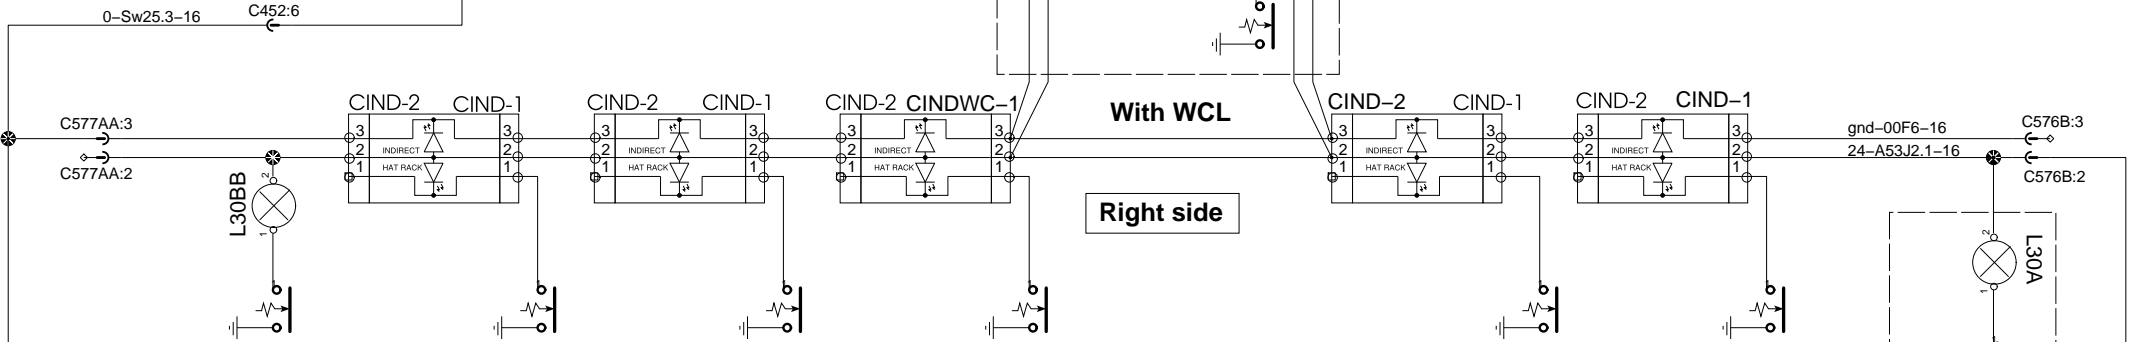 0–Sw25.3–16
C452:6
C577AA:3
C577AA:2
L30BB
2
1
CIND-2 CIND-1
3 3
INDIRECT
2 2
HAT RACK
1 1
CIND-2 CIND-1
3 3
INDIRECT
2 2
HAT RACK
1 1
CIND-2 CINDWC–1
3 3
INDIRECT
2 2
HAT RACK
1 1
With WCL
Right side
CIND–2 CIND-1
3 3
INDIRECT
2 2
HAT RACK
1 1
CIND-2 CIND–1
3 3
INDIRECT
2 2
HAT RACK
1 1
gnd–00F6–16
24–A53J2.1–16
C576B:3
C576B:2
2
L30A
1